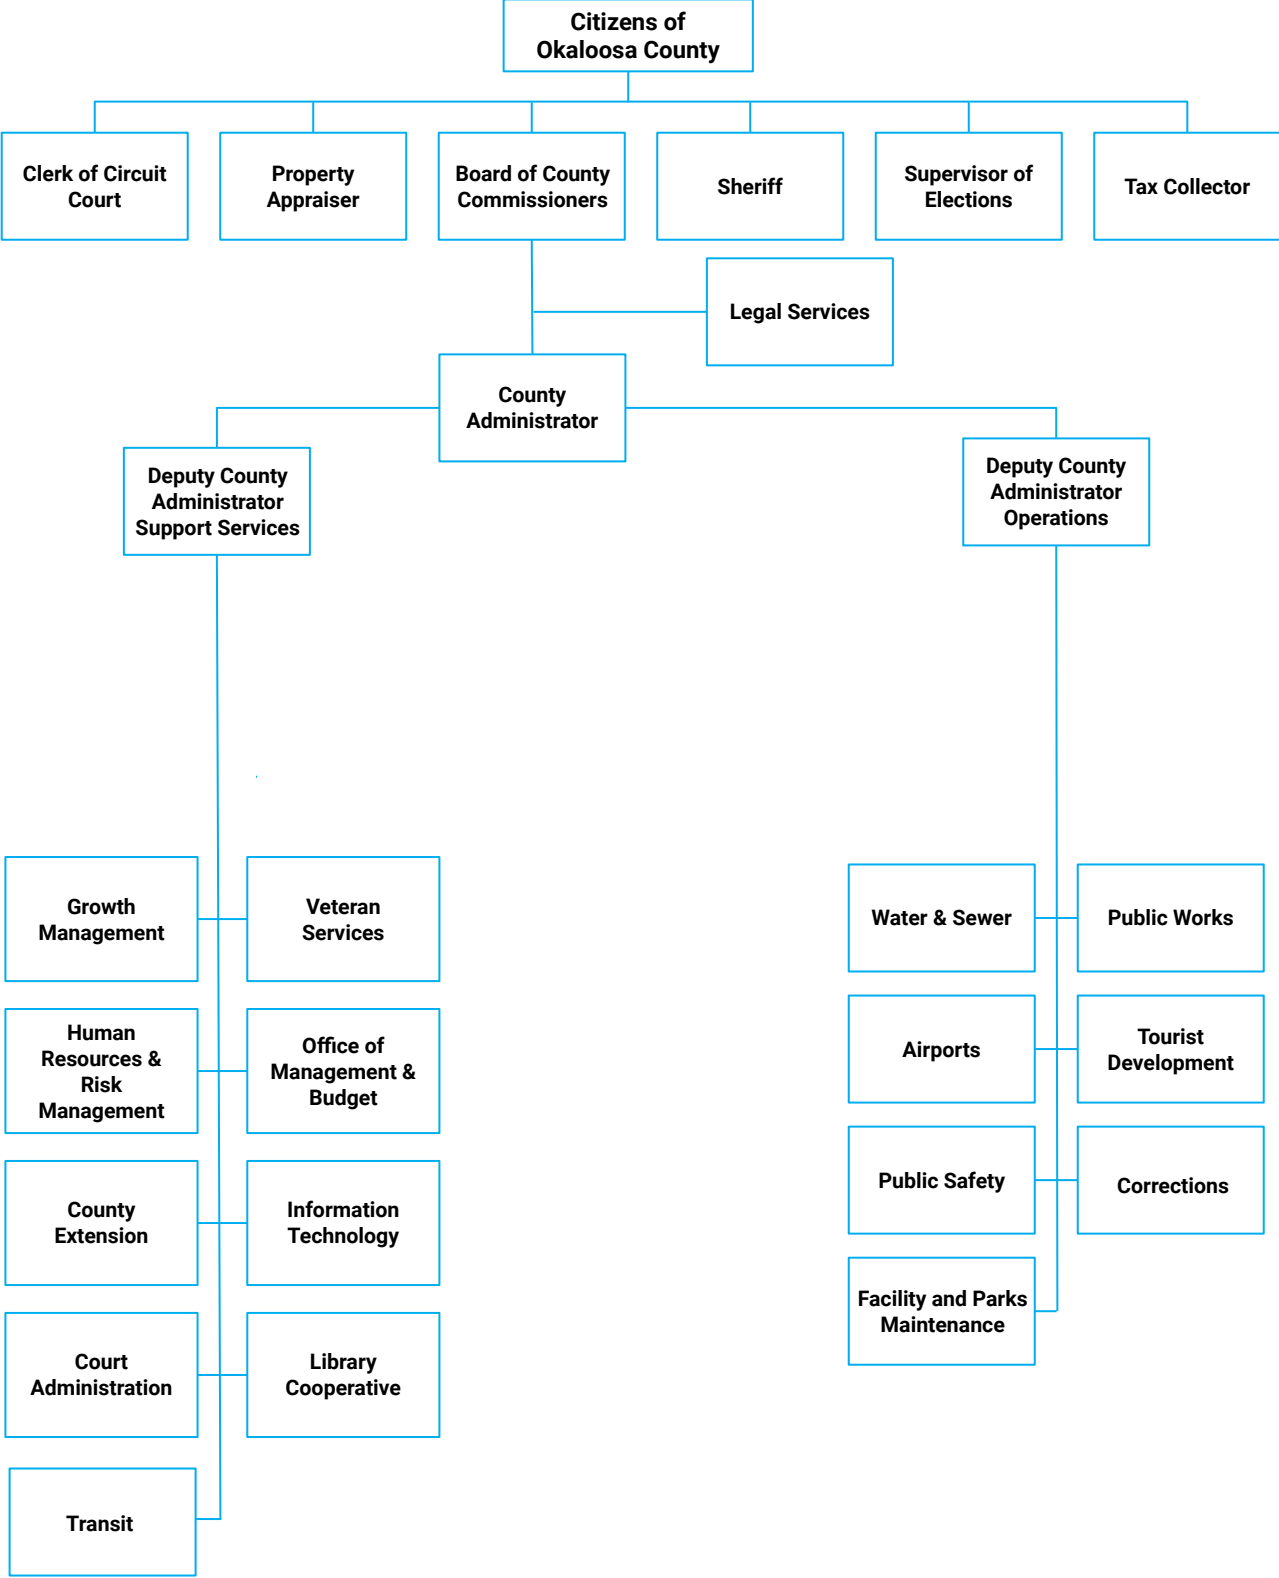 Citizens of
Okaloosa County
Clerk of Circuit
Court
Property
Appraiser
Board of County
Commissioners
Sheriff
Supervisor of
Elections
Tax Collector
Legal Services
County
Administrator
Deputy County
Administrator
Support Services
Deputy County
Administrator
Operations
Growth
Management
Veteran
Services
Human
Resources &
Risk
Management
Office of
Management &
Budget
County
Extension
Information
Technology
Court
Administration
Library
Cooperative
Transit
Water & Sewer
Public Works
Airports
Tourist
Development
Public Safety
Corrections
Facility and Parks
Maintenance